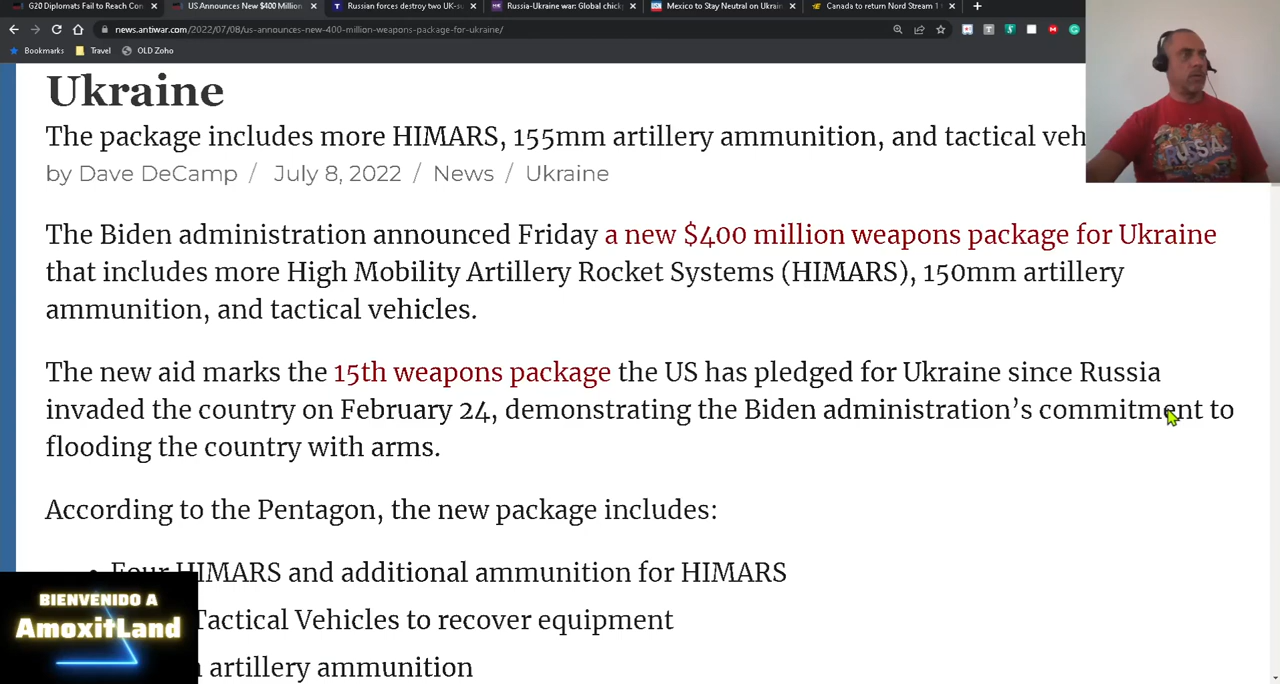 G20 Diplomats Fail to Reach Con
US Announces New $400 Million
Russian forces destroy two UK-su
Russia-Ukraine war: Global chick
Mexico to Stay Neutral on Ukrain
Canada to return Nord Stream 1
news.antiwar.com/2022/07/08/us-announces-new-400-million-weapons-package-for-ukraine/
Bookmarks Travel OLD Zoho
Ukraine
The package includes more HIMARS, 155mm artillery ammunition, and tactical veh
by Dave DeCamp / July 8, 2022 / News / Ukraine
The Biden administration announced Friday a new $400 million weapons package for Ukraine
that includes more High Mobility Artillery Rocket Systems (HIMARS), 150mm artillery
ammunition, and tactical vehicles.
The new aid marks the 15th weapons package the US has pledged for Ukraine since Russia
invaded the country on February 24, demonstrating the Biden administration's commitment to
flooding the country with arms.
According to the Pentagon, the new package includes:
Four HIMARS and additional ammunition for HIMARS
Tactical Vehicles to recover equipment
artillery ammunition
BIENVENIDO A
AmoxitLand